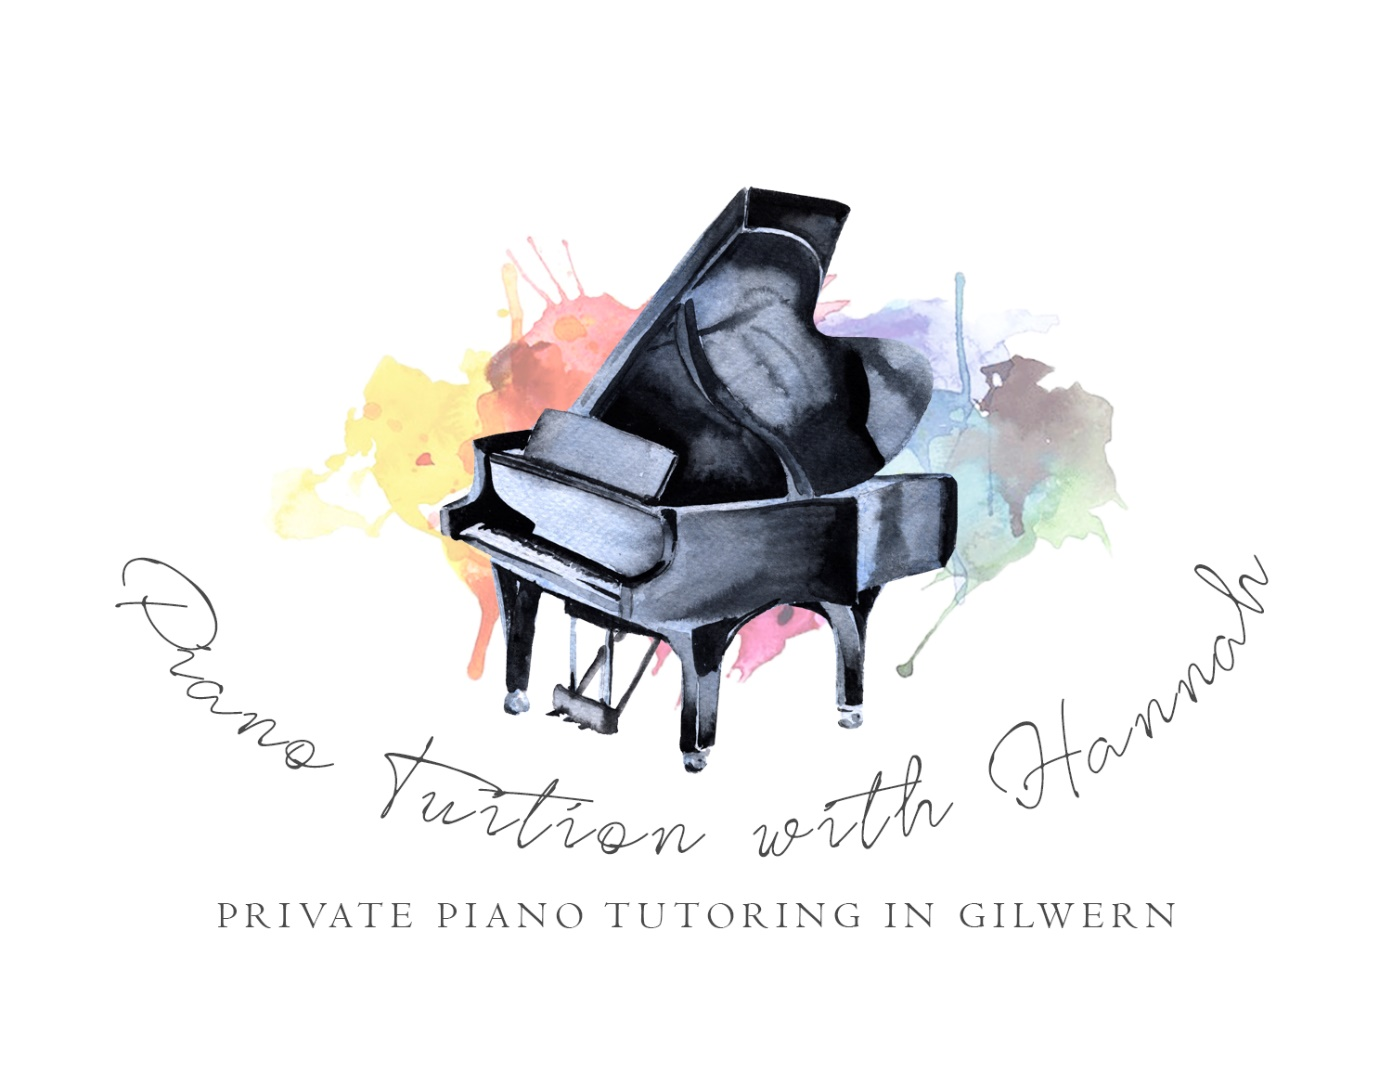 Piano Tuition with Hannah
PRIVATE PIANO TUTORING IN GILWERN